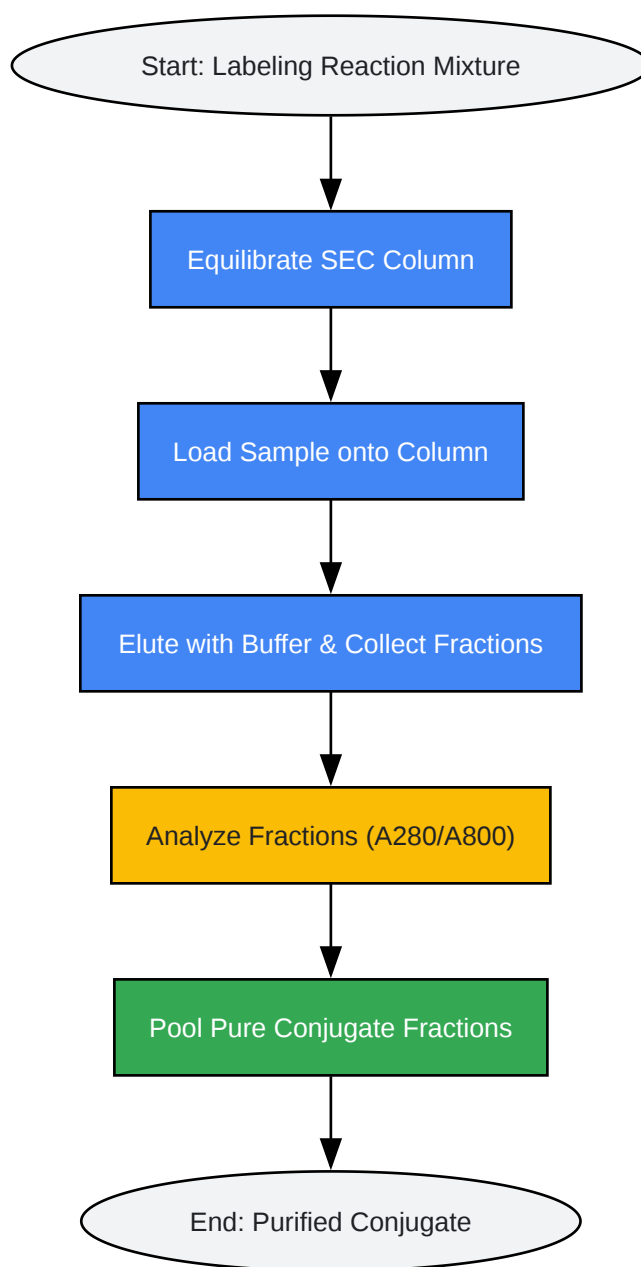 Start: Labeling Reaction Mixture
Equilibrate SEC Column
Load Sample onto Column
Elute with Buffer & Collect Fractions
Analyze Fractions (A280/A800)
Pool Pure Conjugate Fractions
End: Purified Conjugate